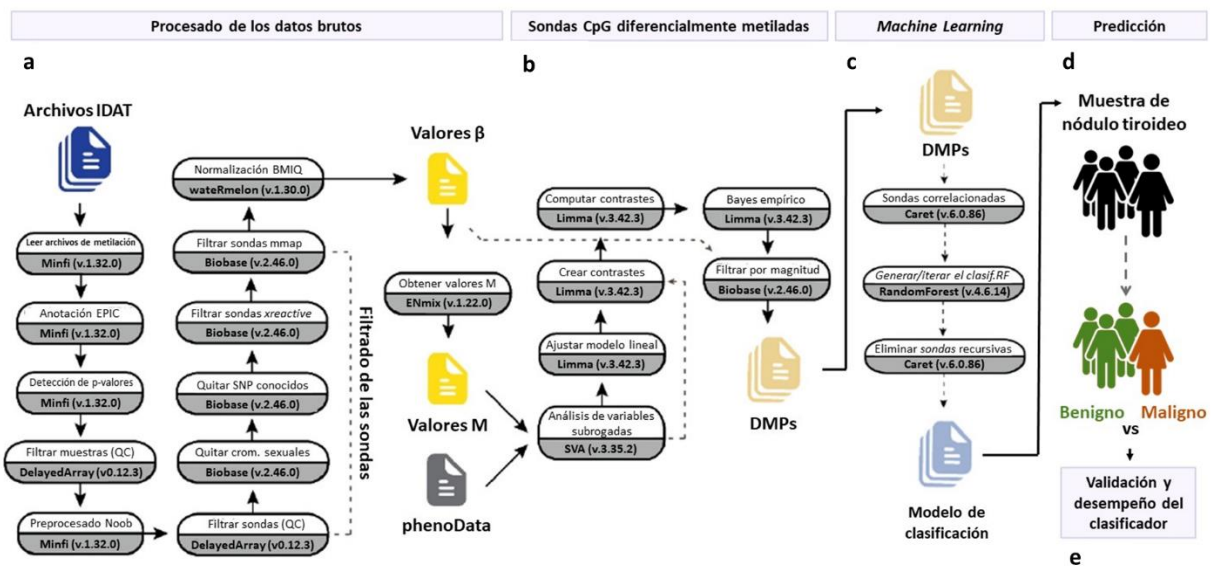 Procesado de los datos brutos
Sondas CpG diferencialmente metiladas
Machine Learning
Predicción
a
Archivos IDAT
Leer archivos de metilación
Minfi (v.1.32.0)
Anotación EPIC
Minfi (v.1.32.0)
Detección de p-valores
Minfi (v.1.32.0)
Filtrar muestras (QC)
DelayedArray (v0.12.3)
Preprocesado Noob
Minfi (v.1.32.0)
Normalización BMIQ
wateRmelon (v.1.30.0)
Filtrar sondas mmap
Biobase (v.2.46.0)
Filtrar sondas xreactive
Biobase (v.2.46.0)
Quitar SNP conocidos
Biobase (v.2.46.0)
Quitar crom. sexuales
Biobase (v.2.46.0)
Filtrar sondas (QC)
DelayedArray (v0.12.3)
Filtrado de las sondas
Valores β
Obtener valores M
ENmix (v.1.22.0)
Valores M
phenoData
b
Computar contrastes
Limma (v.3.42.3)
Crear contrastes
Limma (v.3.42.3)
Ajustar modelo lineal
Limma (v.3.42.3)
Análisis de variables
subrogadas
SVA (v.3.35.2)
Bayes empírico
Limma (v.3.42.3)
Filtrar por magnitud
Biobase (v.2.46.0)
DMPs
c
DMPs
Sondas correlacionadas
Caret (v.6.0.86)
Generar/iterar el clasif.RF
RandomForest (v.4.6.14)
Eliminar sondas recursivas
Caret (v.6.0.86)
Modelo de
clasificación
d
Muestra de
nódulo tiroideo
Benigno
Maligno
vs
Validación y
desempeño del
clasificador
e